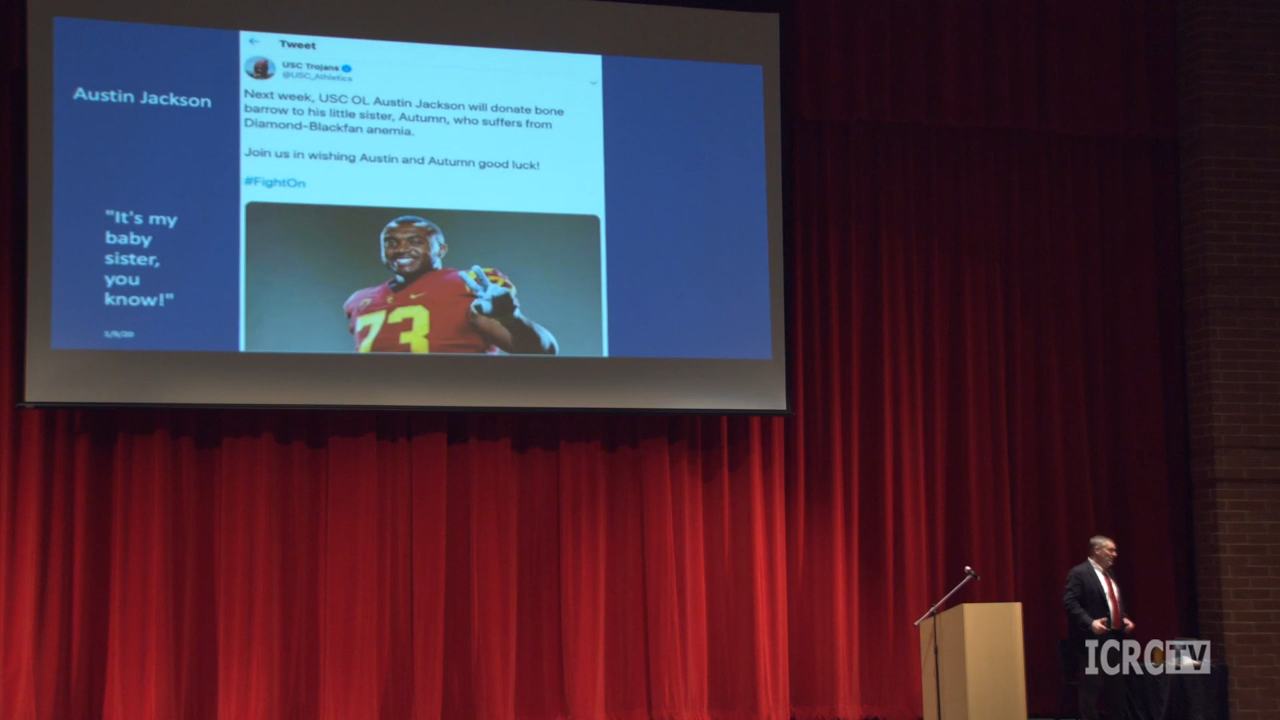 Austin Jackson
"It's my
baby
sister,
you
know!"
Tweet
USC Trojans
@USC_Athletics
Next week, USC OL Austin Jackson will donate bone
barrow to his little sister, Autumn, who suffers from
Diamond-Blackfan anemia.
Join us in wishing Austin and Autumn good luck!
#FightOn
73
ICRCTV